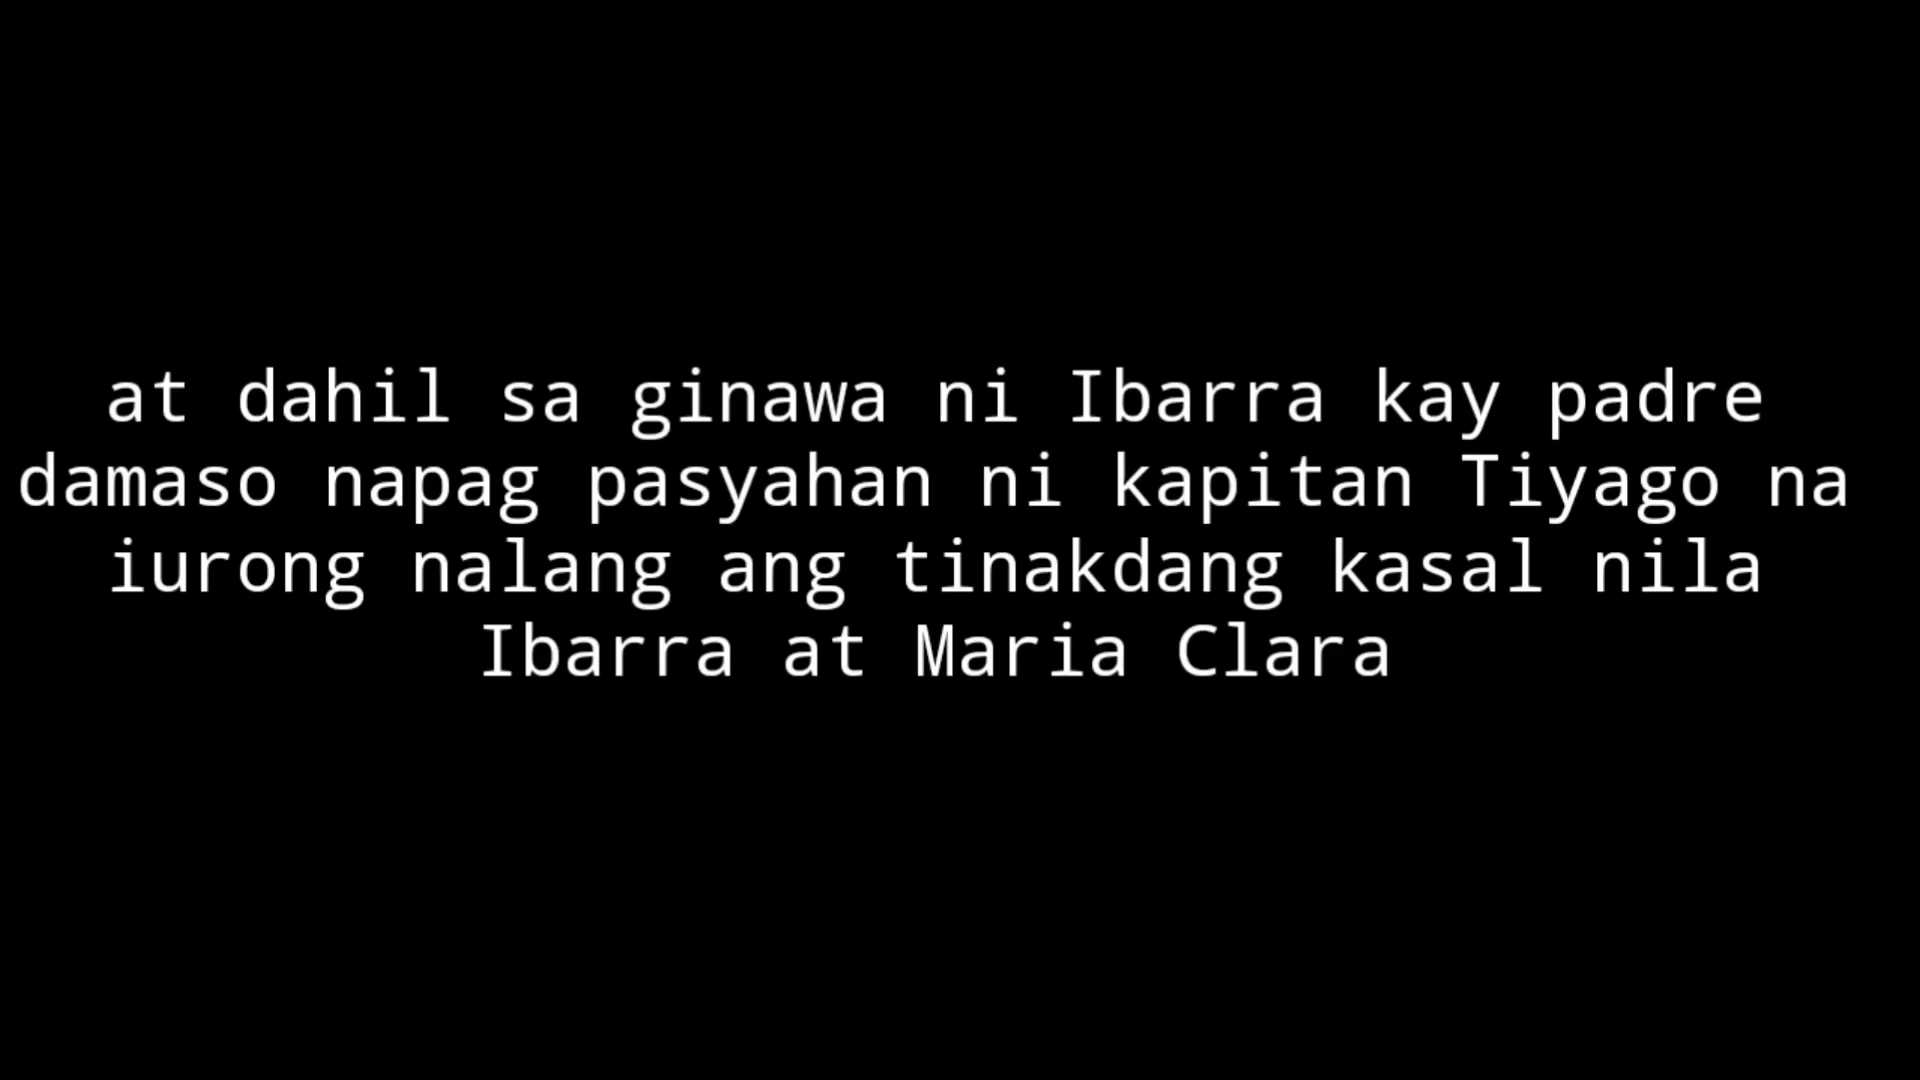 at dahil sa ginawa ni Ibarra kay padre
damaso napag pasyahan ni kapitan Tiyago na
iurong nalang ang tinakdang kasal nila
Ibarra at Maria Clara